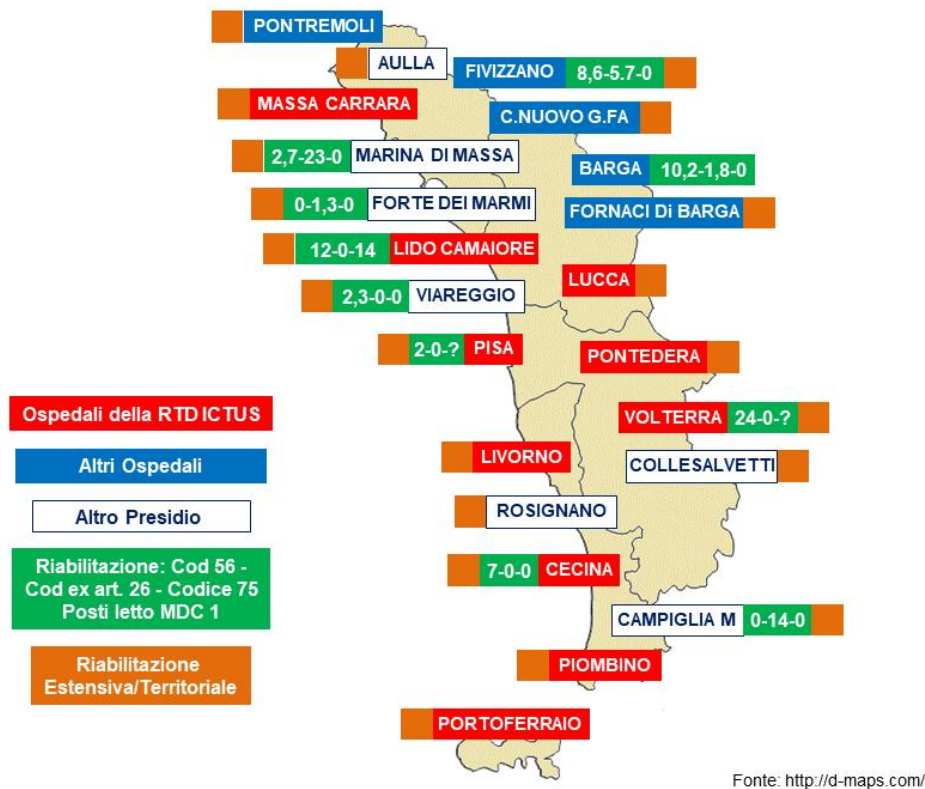 PONTREMOLI
AULLA
FIVIZZANO 8,6-5.7-0
MASSA CARRARA
C.NUOVO G.FA
2,7-23-0 MARINA DI MASSA
BARGA 10,2-1,8-0
0-1,3-0 FORTE DEI MARMI
FORNACI Di BARGA
12-0-14 LIDO CAMAIORE
LUCCA
2,3-0-0 VIAREGGIO
2-0-? PISA
PONTEDERA
Ospedali della RTD ICTUS
VOLTERRA 24-0-?
Altri Ospedali
LIVORNO
COLLESALVETTI
Altro Presidio
ROSIGNANO
Riabilitazione: Cod 56 -
Cod ex art. 26 - Codice 75
Posti letto MDC 1
7-0-0 CECINA
CAMPIGLIA M 0-14-0
Riabilitazione
Estensiva/Territoriale
PIOMBINO
PORTOFERRAIO
Fonte: http://d-maps.com/